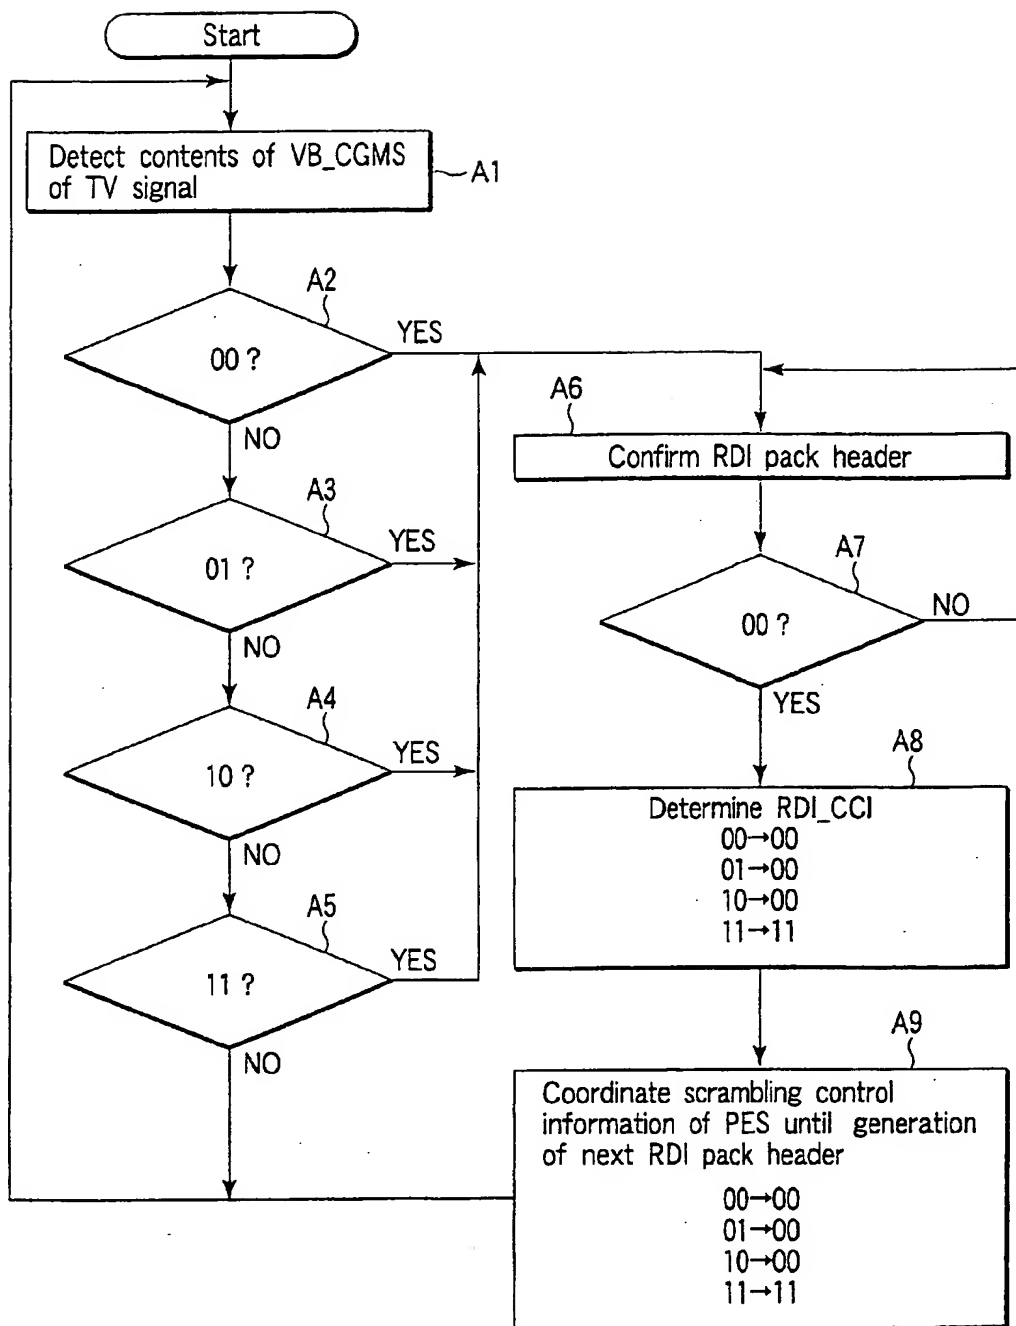 Start
Detect contents of VB_CGMS
of TV signal
A1
A2
00 ?
YES
NO
A3
01 ?
YES
NO
A4
10 ?
YES
NO
A5
11 ?
YES
NO
A6
Confirm RDI pack header
A7
00 ?
NO
YES
A8
Determine RDI_CCI
00→00
01→00
10→00
11→11
A9
Coordinate scrambling control
information of PES until generation
of next RDI pack header
00→00
01→00
10→00
11→11